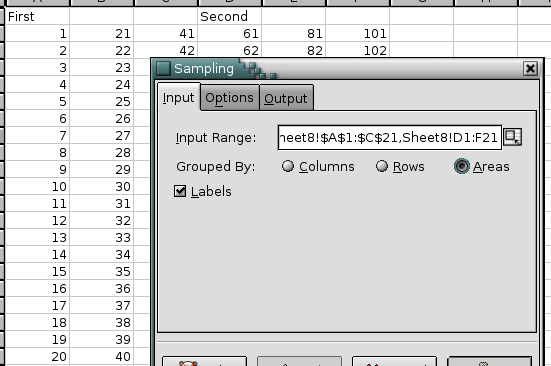 First Second
1 21 41 61 81 101
2 22 42 62 82 102
3 23
Sampling
4 24
5 25
Input Options Output
6 26
7 27
Input Range: heet8!$A$1:$C$21,Sheet8!D1:F21
8 28
9 29
Grouped By: Columns Rows Areas
10 30
Labels
11 31
12 32
13 33
14 34
15 35
16 36
17 37
18 38
19 39
20 40